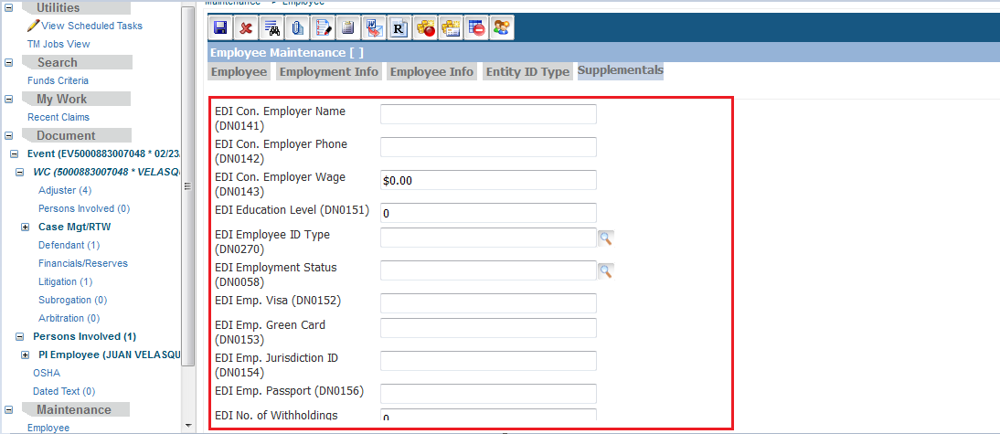 Utilities
View Scheduled Tasks
TM Jobs View
Search
Funds Criteria
My Work
Recent Claims
Document
Event (EV5000883007048 * 02/23
WC (5000883007048 * VELASQU
Adjuster (4)
Persons Involved (0)
Case Mgt/RTW
Defendant (1)
Financials/Reserves
Litigation (1)
Subrogation (0)
Arbitration (0)
Persons Involved (1)
PI Employee (JUAN VELASQU
OSHA
Dated Text (0)
Maintenance
Employee
Maintenance > Employee
W R
Employee Maintenance [ ]
Employee Employment Info Employee Info Entity ID Type Supplementals
EDI Con. Employer Name
(DN0141)
EDI Con. Employer Phone
(DN0142)
EDI Con. Employer Wage
(DN0143)
$0.00
EDI Education Level (DN0151)
0
EDI Employee ID Type
(DN0270)
EDI Employment Status
(DN0058)
EDI Emp. Visa (DN0152)
EDI Emp. Green Card
(DN0153)
EDI Emp. Jurisdiction ID
(DN0154)
EDI Emp. Passport (DN0156)
EDI No. of Withholdings
0